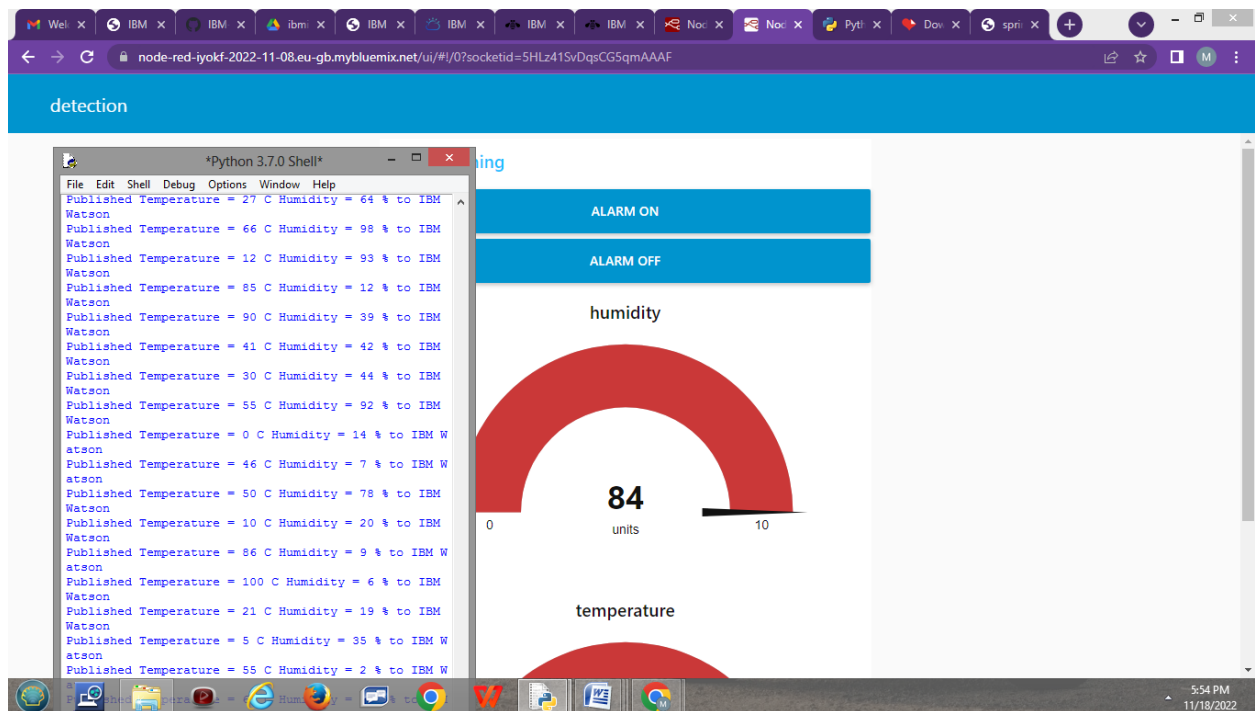 Wel
IBM
IBM
ibmi
IBM
IBM
IBM
IBM
Nod
Nod
Pyth
Dow
sprin
node-red-iyokf-2022-11-08.eu-gb.mybluemix.net/ui/#!/0?socketid=5HLz41SvDqsCG5qmAAAF
M
detection
*Python 3.7.0 Shell*
File Edit Shell Debug Options Window Help
Published Temperature = 27 C Humidity = 64 % to IBM
Watson
Published Temperature = 66 C Humidity = 98 % to IBM
Watson
Published Temperature = 12 C Humidity = 93 % to IBM
Watson
Published Temperature = 85 C Humidity = 12 % to IBM
Watson
Published Temperature = 90 C Humidity = 39 % to IBM
Watson
Published Temperature = 41 C Humidity = 42 % to IBM
Watson
Published Temperature = 30 C Humidity = 44 % to IBM
Watson
Published Temperature = 55 C Humidity = 92 % to IBM
Watson
Published Temperature = 0 C Humidity = 14 % to IBM W
atson
Published Temperature = 46 C Humidity = 7 % to IBM W
atson
Published Temperature = 50 C Humidity = 78 % to IBM
Watson
Published Temperature = 10 C Humidity = 20 % to IBM
Watson
Published Temperature = 86 C Humidity = 9 % to IBM W
atson
Published Temperature = 100 C Humidity = 6 % to IBM
Watson
Published Temperature = 21 C Humidity = 19 % to IBM
Watson
Published Temperature = 5 C Humidity = 35 % to IBM W
atson
Published Temperature = 55 C Humidity = 2 % to IBM W
ning
ALARM ON
ALARM OFF
humidity
84
units
0
10
temperature
5:54 PM
11/18/2022